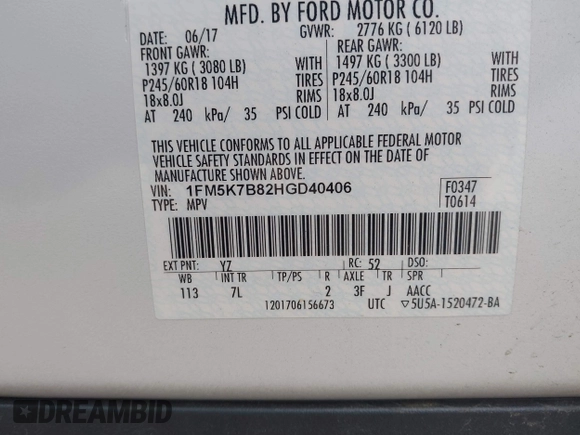 MFD. BY FORD MOTOR CO.
DATE: 06/17 GVWR: 2776 KG ( 6120 LB)
FRONT GAWR: REAR GAWR:
1397 KG ( 3080 LB) WITH 1497 KG ( 3300 LB) WITH
P245/60R18 104H TIRES P245/60R18 104H TIRES
18x8.0J RIMS 18x8.0J RIMS
AT 240 kPa/ 35 PSI COLD AT 240 kPa/ 35 PSI COLD
THIS VEHICLE CONFORMS TO ALL APPLICABLE FEDERAL MOTOR
VEHICLE SAFETY STANDARDS IN EFFECT ON THE DATE OF
MANUFACTURE SHOWN ABOVE.
VIN: 1FM5K7B82HGD40406 F0347
TYPE: MPV T0614
EXT PNT: YZ RC: 52 DSO:
WB INT TR TP/PS R AXLE TR SPR
113 7L 2 3F J AACC
1201706156673 UTC ▽5U5A-1520472-BA
DREAMBID